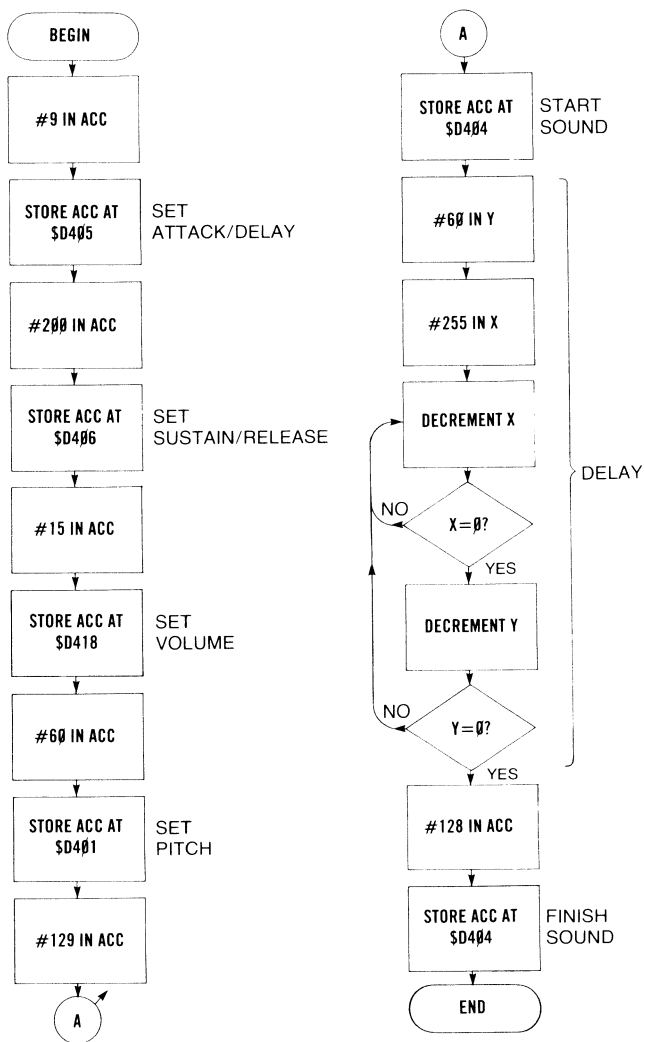 BEGIN
#9 IN ACC
STORE ACC AT
$D4Ø5
SET
ATTACK/DELAY
#2ØØ IN ACC
STORE ACC AT
$D4Ø6
SET
SUSTAIN/RELEASE
#15 IN ACC
STORE ACC AT
$D418
SET
VOLUME
#6Ø IN ACC
STORE ACC AT
$D4Ø1
SET
PITCH
#129 IN ACC
A
A
STORE ACC AT
$D4Ø4
START
SOUND
#6Ø IN Y
#255 IN X
DECREMENT X
X=Ø?
NO
YES
DECREMENT Y
Y=Ø?
NO
YES
DELAY
#128 IN ACC
STORE ACC AT
$D4Ø4
FINISH
SOUND
END